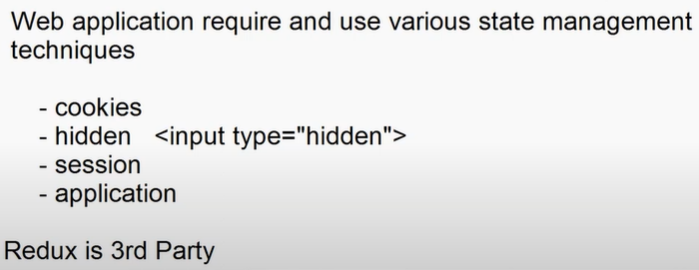 Web application require and use various state management
techniques
- cookies
- hidden <input type="hidden">
- session
- application
Redux is 3rd Party